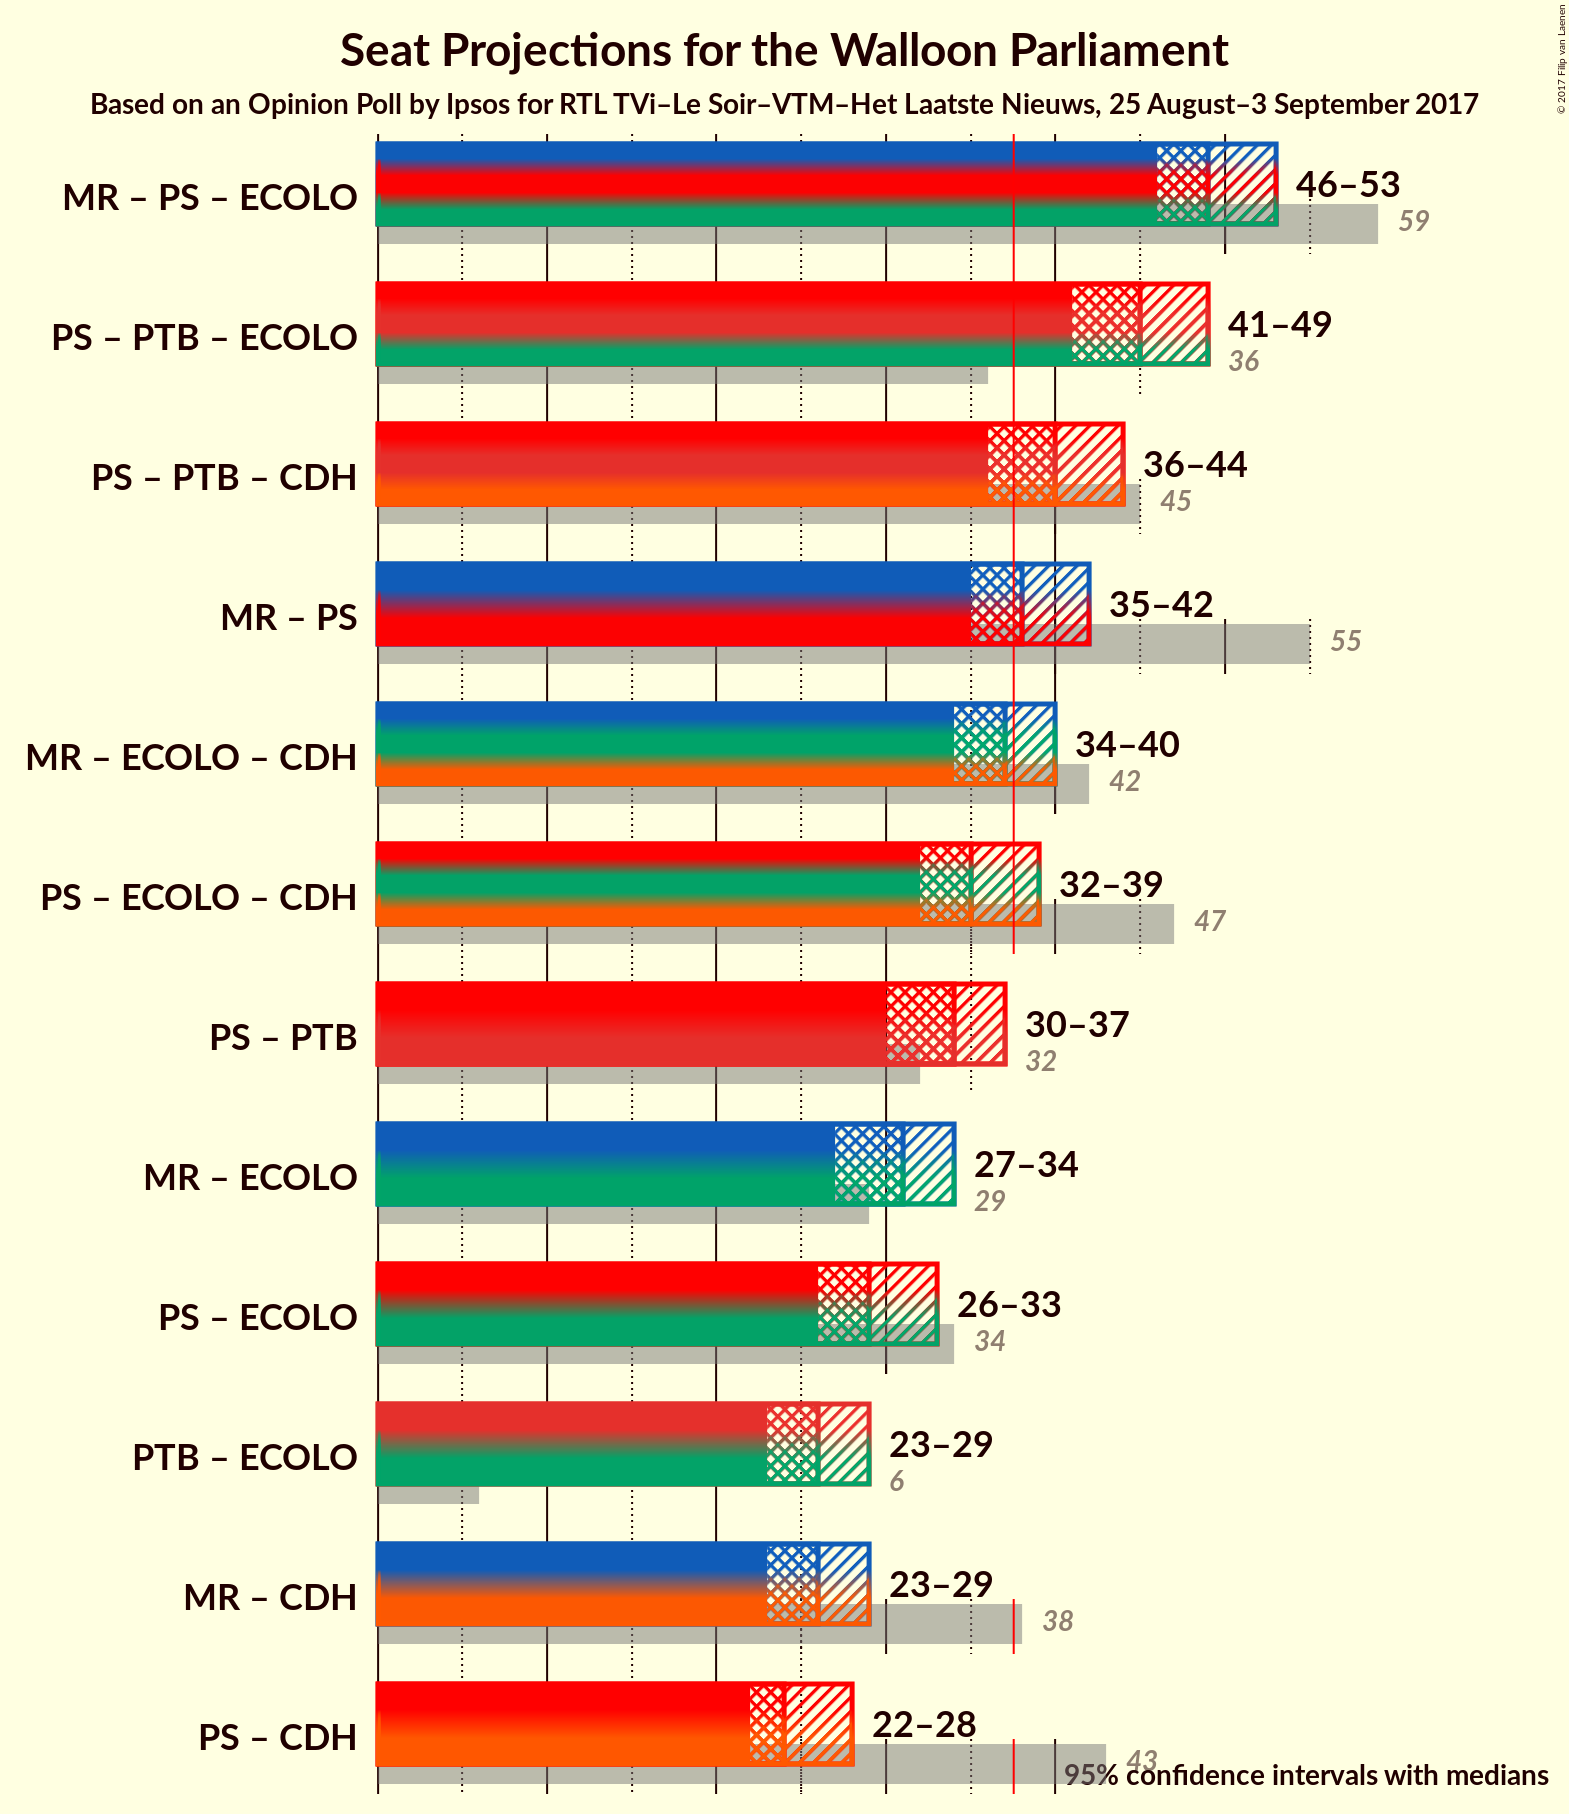 Seat Projections for the Walloon Parliament
Based on an Opinion Poll by Ipsos for RTL TVi–Le Soir–VTM–Het Laatste Nieuws, 25 August–3 September 2017
© 2017 Filip van Laenen
MR – PS – ECOLO
46–53
59
PS – PTB – ECOLO
41–49
36
PS – PTB – CDH
36–44
45
MR – PS
35–42
55
MR – ECOLO – CDH
34–40
42
PS – ECOLO – CDH
32–39
47
PS – PTB
30–37
32
MR – ECOLO
27–34
29
PS – ECOLO
26–33
34
PTB – ECOLO
23–29
6
MR – CDH
23–29
38
PS – CDH
22–28
43
95% confidence intervals with medians